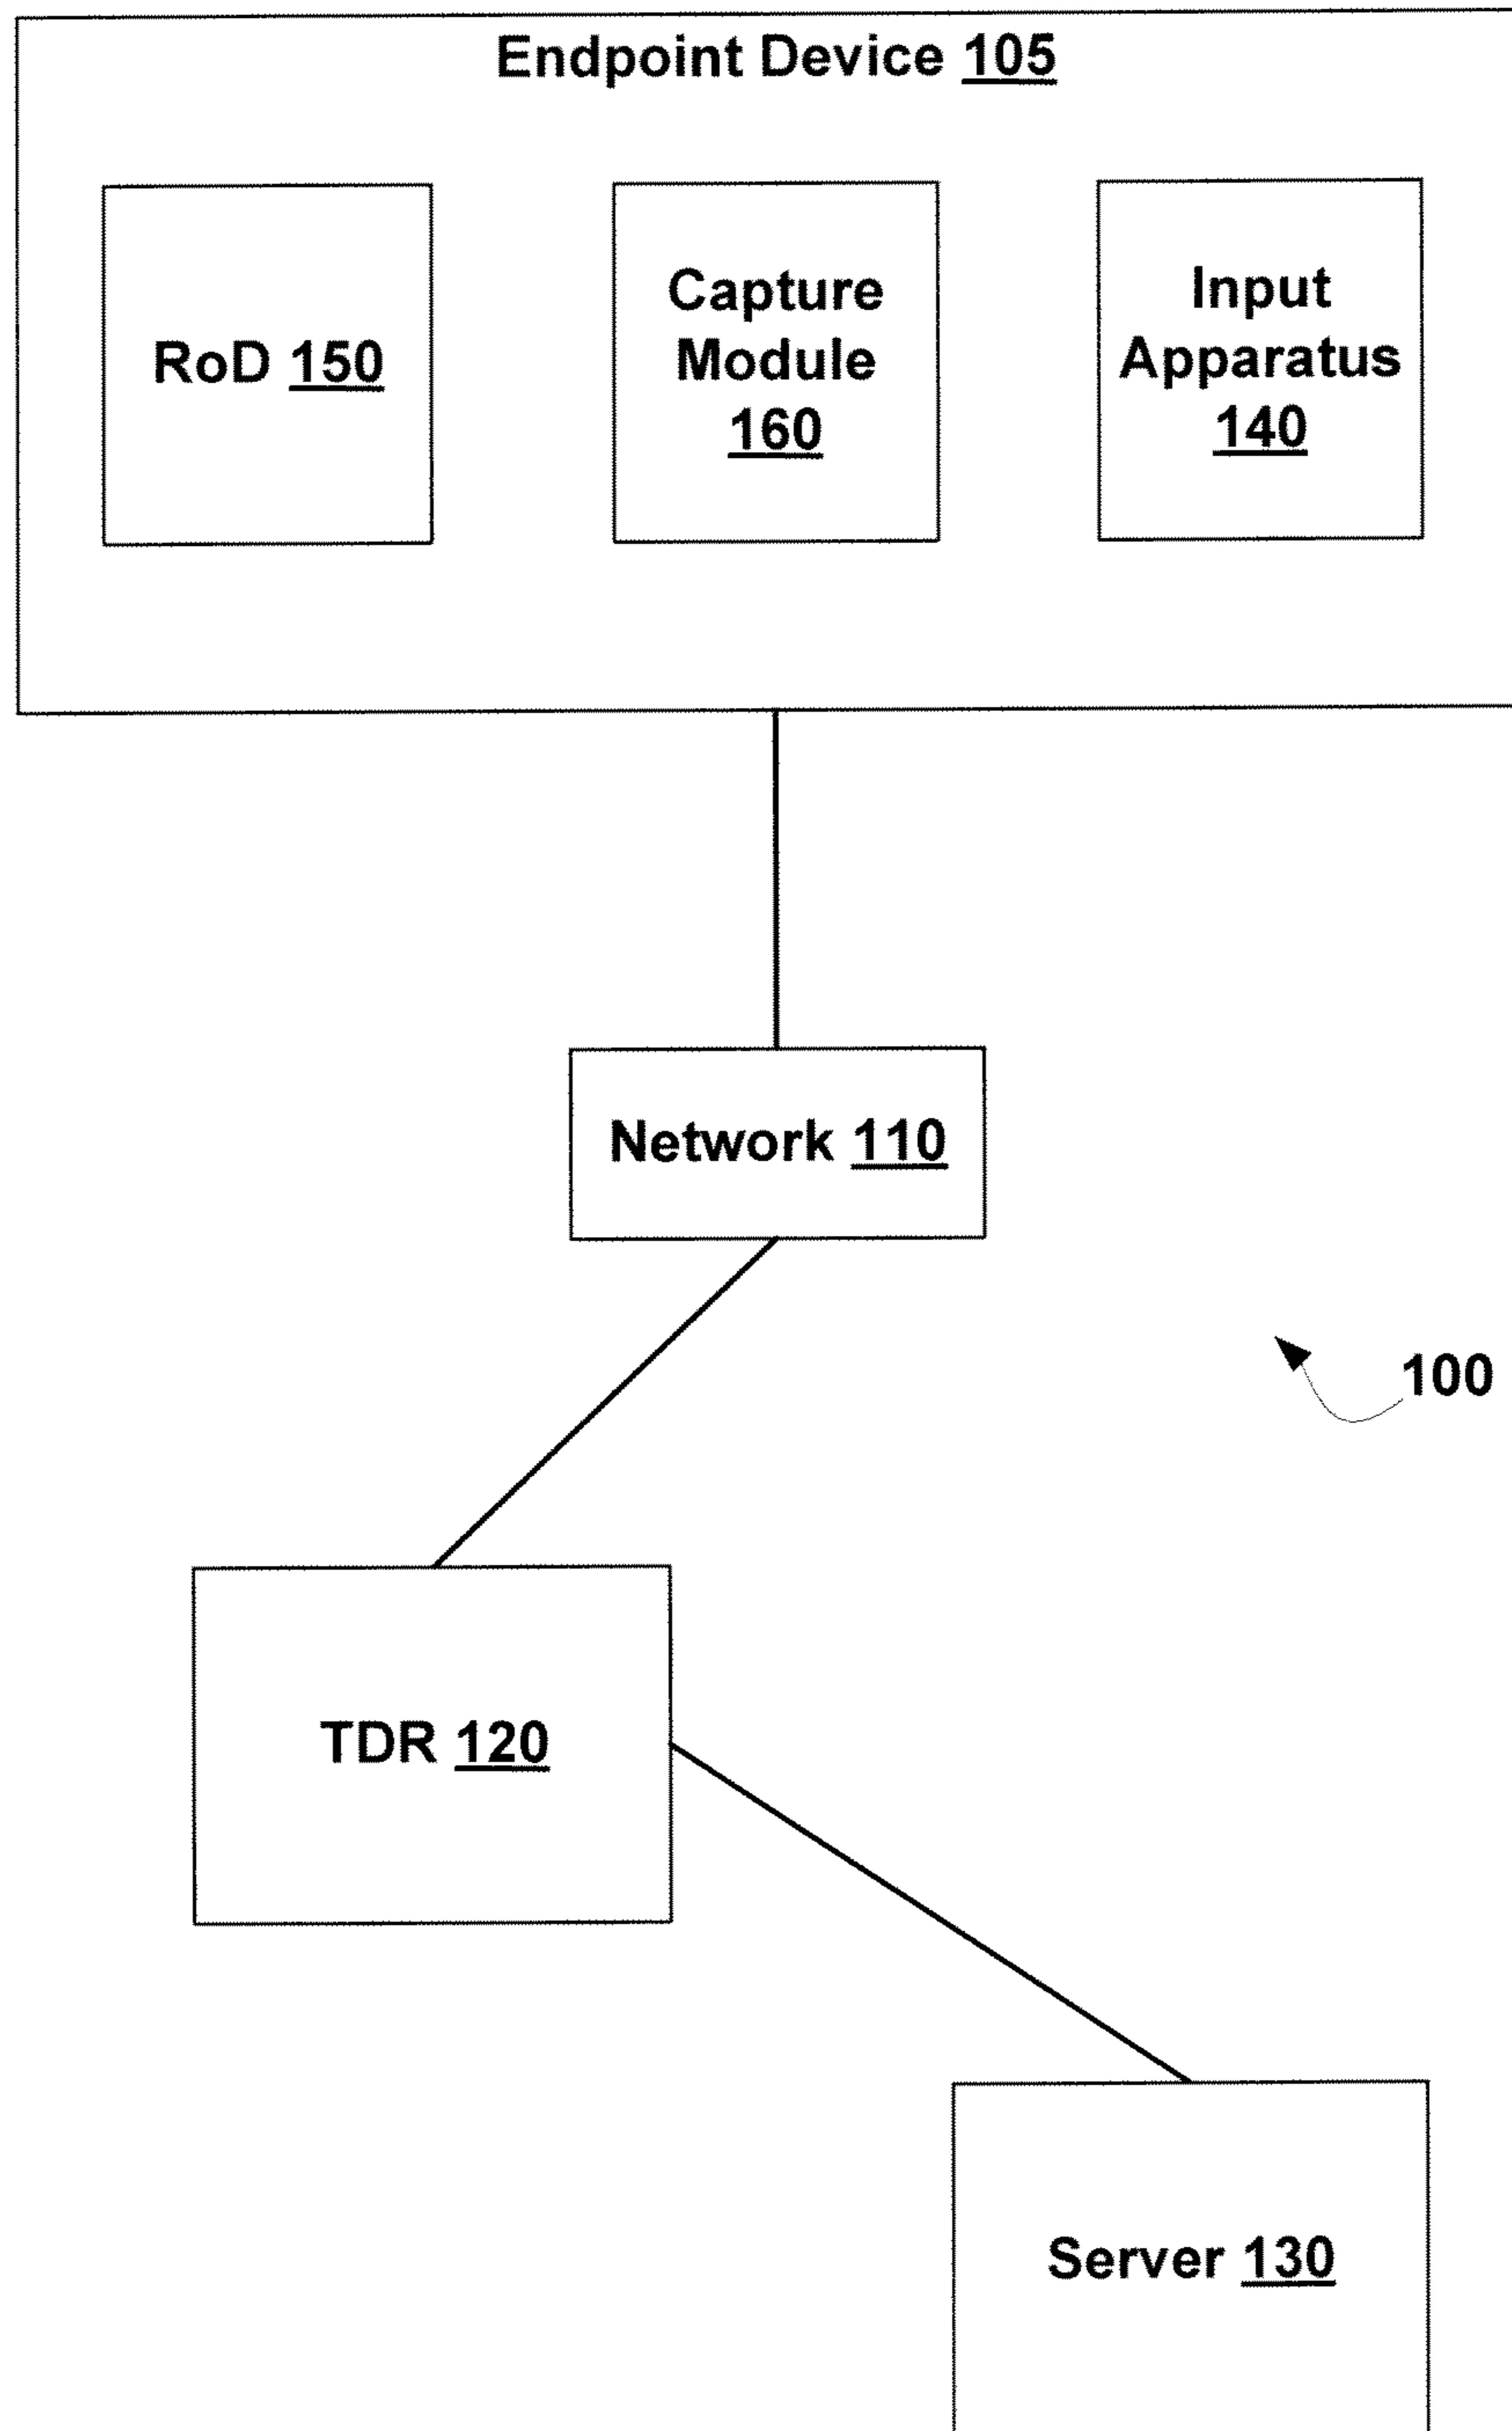 Endpoint Device 105
RoD 150
Capture
Module
160
Input
Apparatus
140
Network 110
100
TDR 120
Server 130